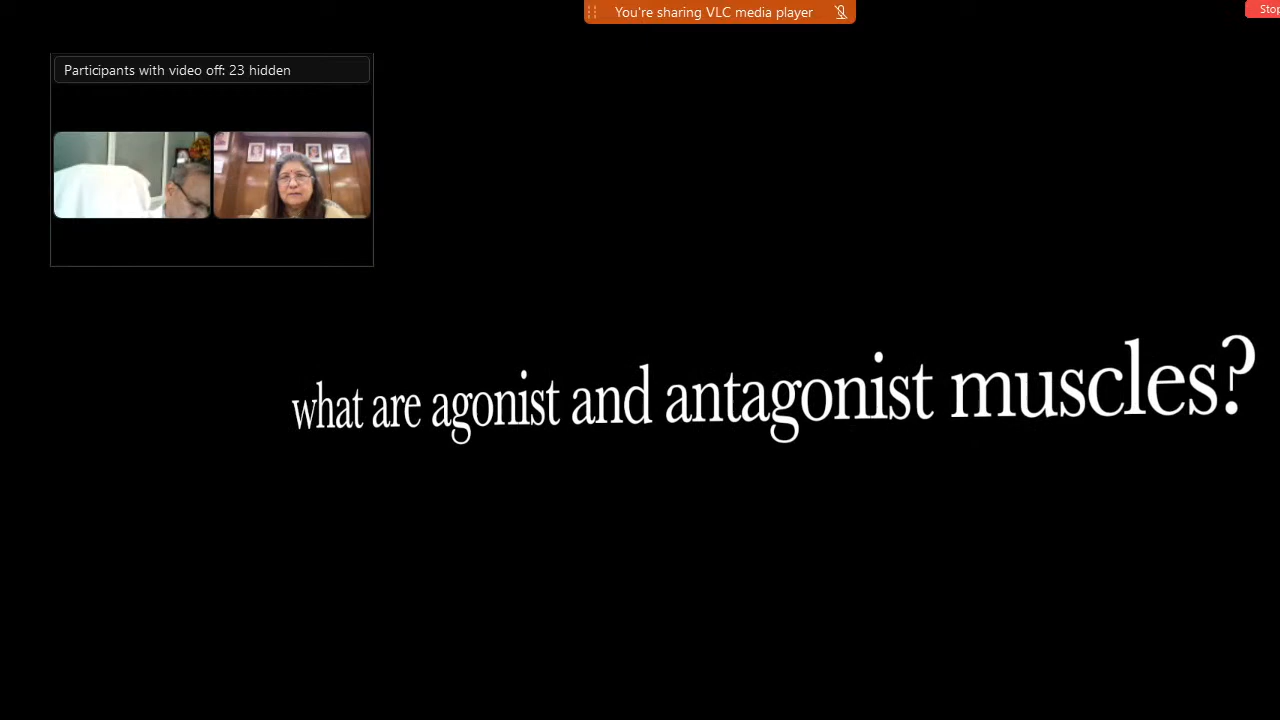 You're sharing VLC media player
Stop
Participants with video off: 23 hidden
what are agonist and antagonist muscles?